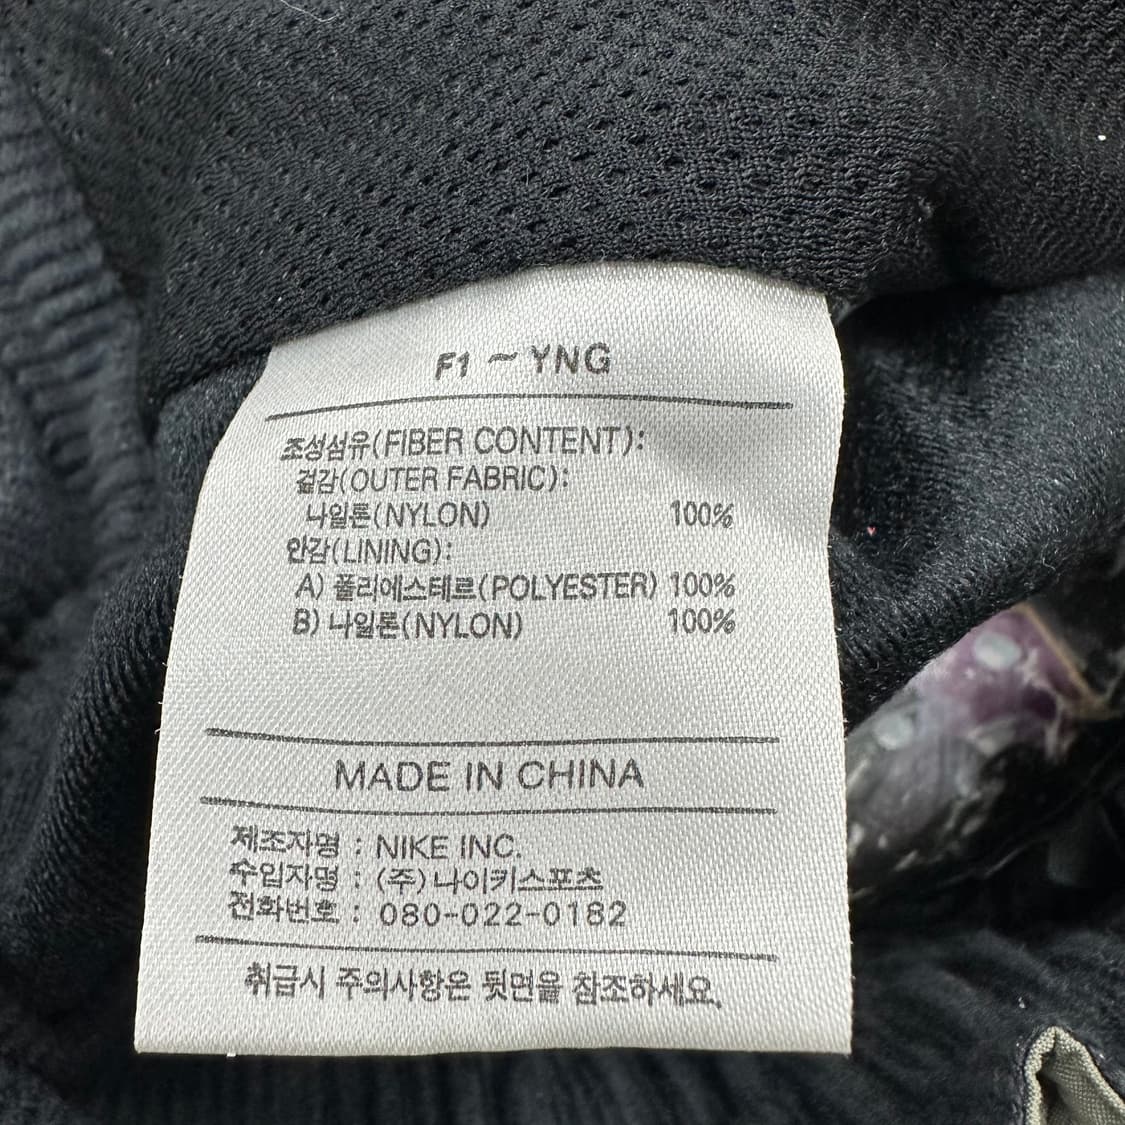 F1 ~ YNG
조성섬유(FIBER CONTENT):
겉감(OUTER FABRIC):
나일론(NYLON) 100%
안감(LINING):
A) 폴리에스테르(POLYESTER) 100%
B) 나일론(NYLON) 100%
MADE IN CHINA
제조자명 : NIKE INC.
수입자명 : (주)나이키스포츠
전화번호 : 080-022-0182
취급시 주의사항은 뒷면을 참조하세요.